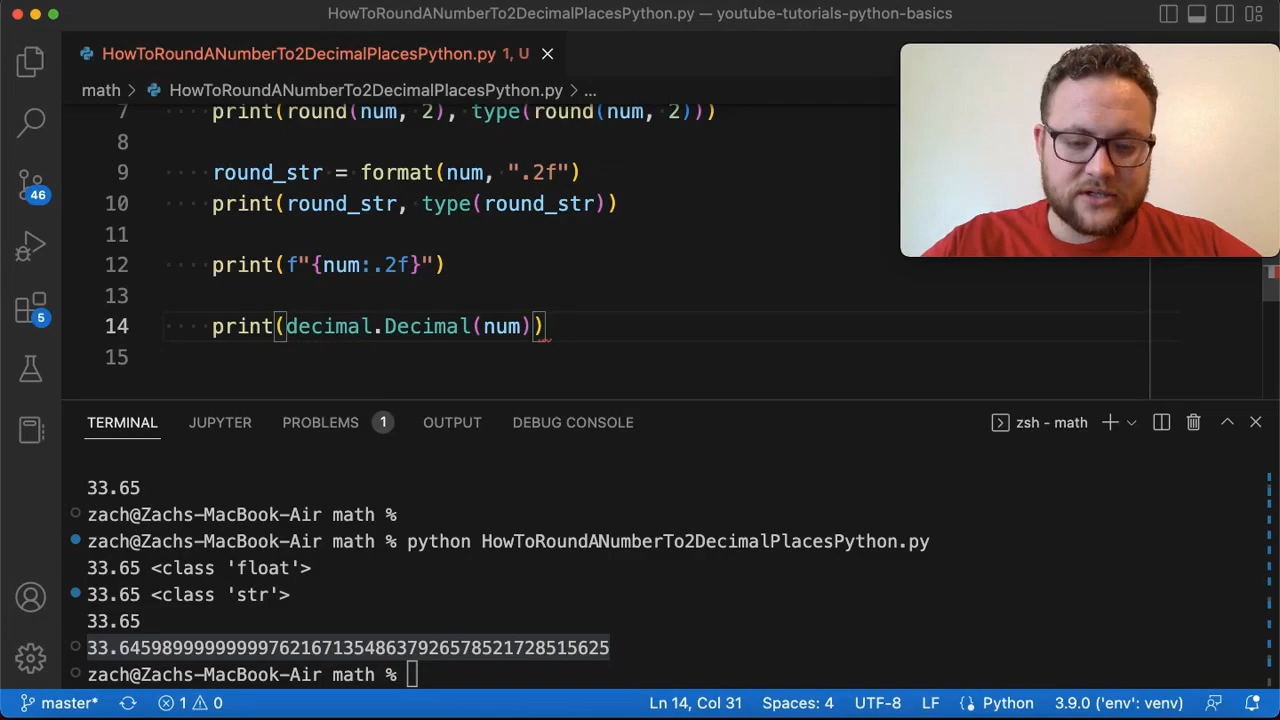 HowToRoundANumberTo2DecimalPlacesPython.py — youtube-tutorials-python-basics
HowToRoundANumberTo2DecimalPlacesPython.py 1, U
math > HowToRoundANumberTo2DecimalPlacesPython.py > ...
7 print(round(num, 2), type(round(num, 2)))
8
9 round_str = format(num, ".2f")
10 print(round_str, type(round_str))
11
12 print(f"{num:.2f}")
13
14 print(decimal.Decimal(num))
15
46
5
TERMINAL JUPYTER PROBLEMS 1 OUTPUT DEBUG CONSOLE zsh - math
33.65
zach@Zachs-MacBook-Air math %
zach@Zachs-MacBook-Air math % python HowToRoundANumberTo2DecimalPlacesPython.py
33.65 <class 'float'>
33.65 <class 'str'>
33.65
33.645989999999997621671354863792657852172851​5625
zach@Zachs-MacBook-Air math %
master* 1 0 Ln 14, Col 31 Spaces: 4 UTF-8 LF Python 3.9.0 ('env': venv)